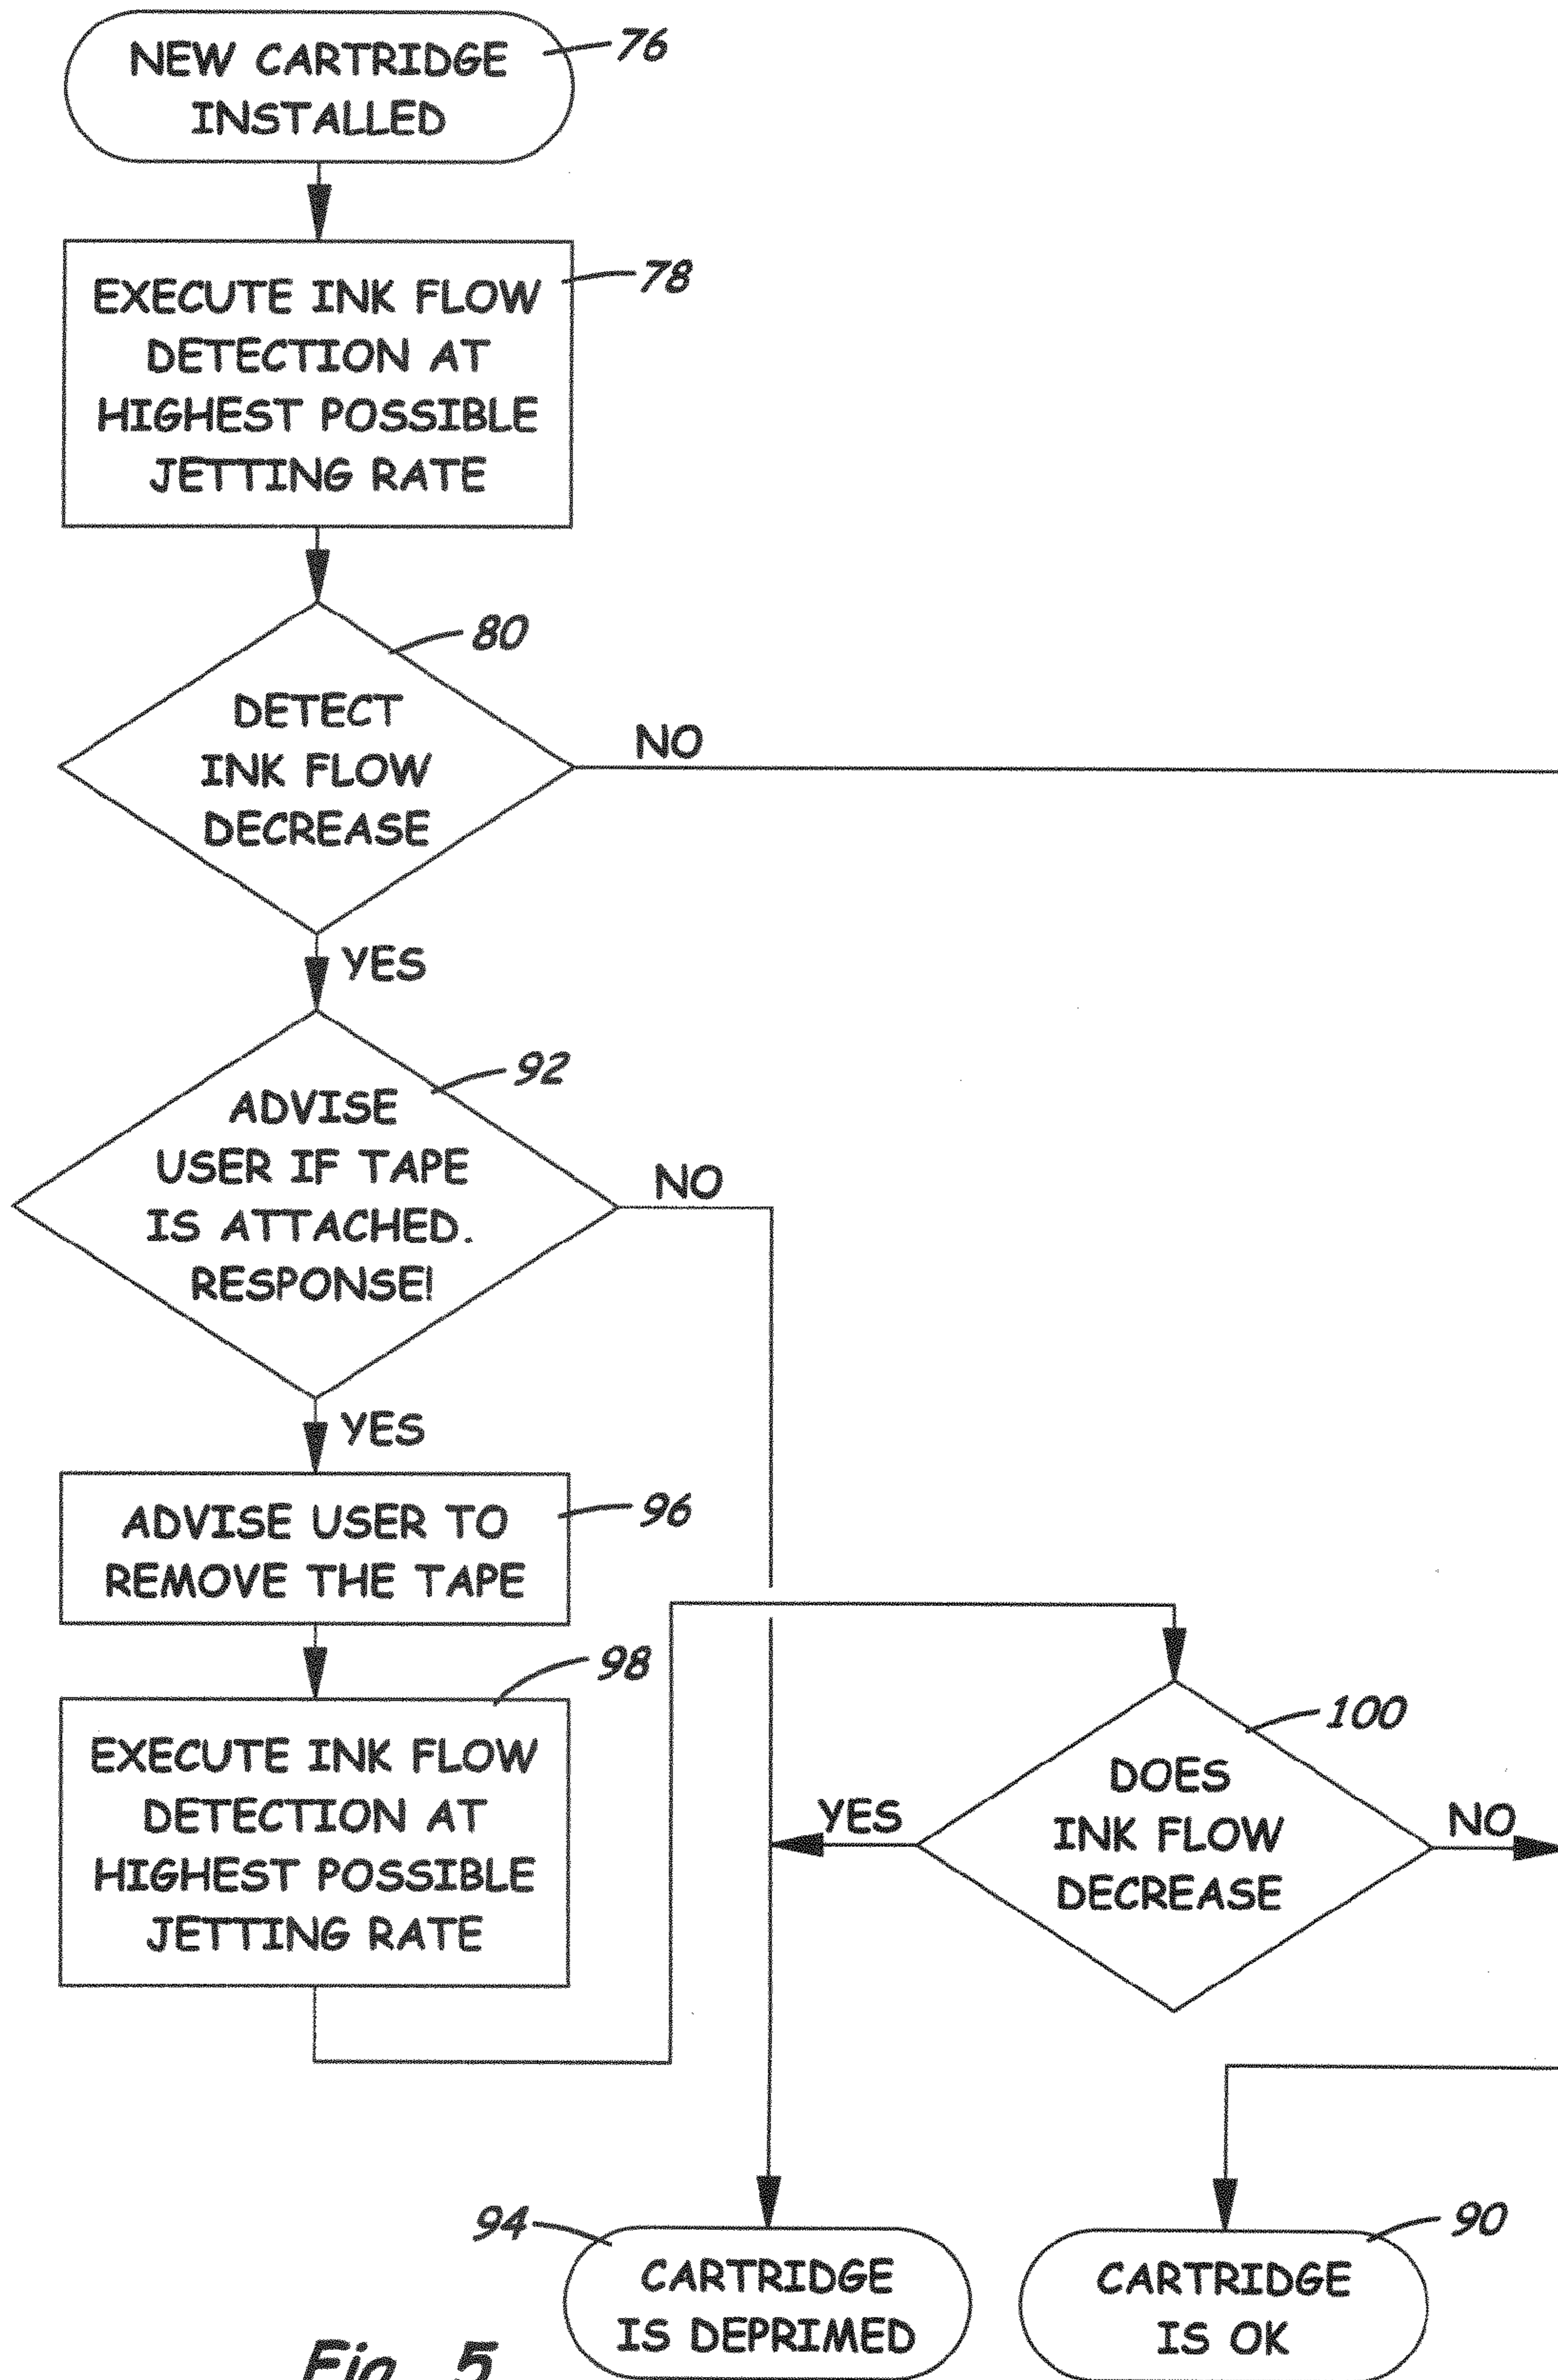 NEW CARTRIDGE
INSTALLED
76
EXECUTE INK FLOW
DETECTION AT
HIGHEST POSSIBLE
JETTING RATE
78
80
DETECT
INK FLOW
DECREASE
NO
YES
92
ADVISE
USER IF TAPE
IS ATTACHED.
RESPONSE!
NO
YES
ADVISE USER TO
REMOVE THE TAPE
96
98
EXECUTE INK FLOW
DETECTION AT
HIGHEST POSSIBLE
JETTING RATE
100
DOES
INK FLOW
DECREASE
YES
NO
94
CARTRIDGE
IS DEPRIMED
90
CARTRIDGE
IS OK
Fig. 5